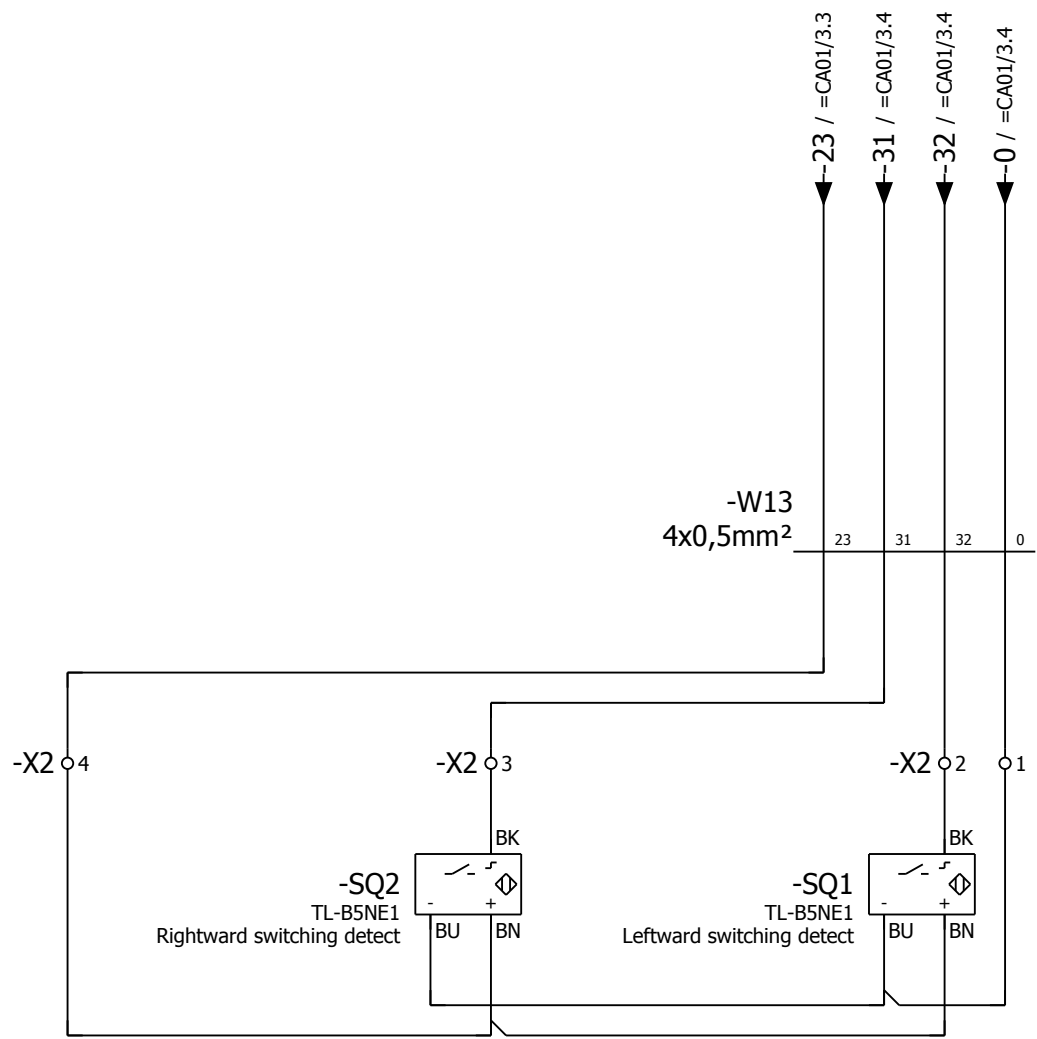 -23 / =CA01/3.3
-31 / =CA01/3.4
-32 / =CA01/3.4
-0 / =CA01/3.4
-W13
4x0,5mm²
23
31
32
0
-X2 4
-X2 3
-X2 2
1
BK
BK
-SQ2
TL-B5NE1
Rightward switching detect
- +
BU BN
-SQ1
TL-B5NE1
Leftward switching detect
- +
BU BN